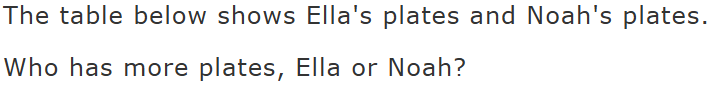 The table below shows Ella's plates and Noah's plates.
Who has more plates, Ella or Noah?